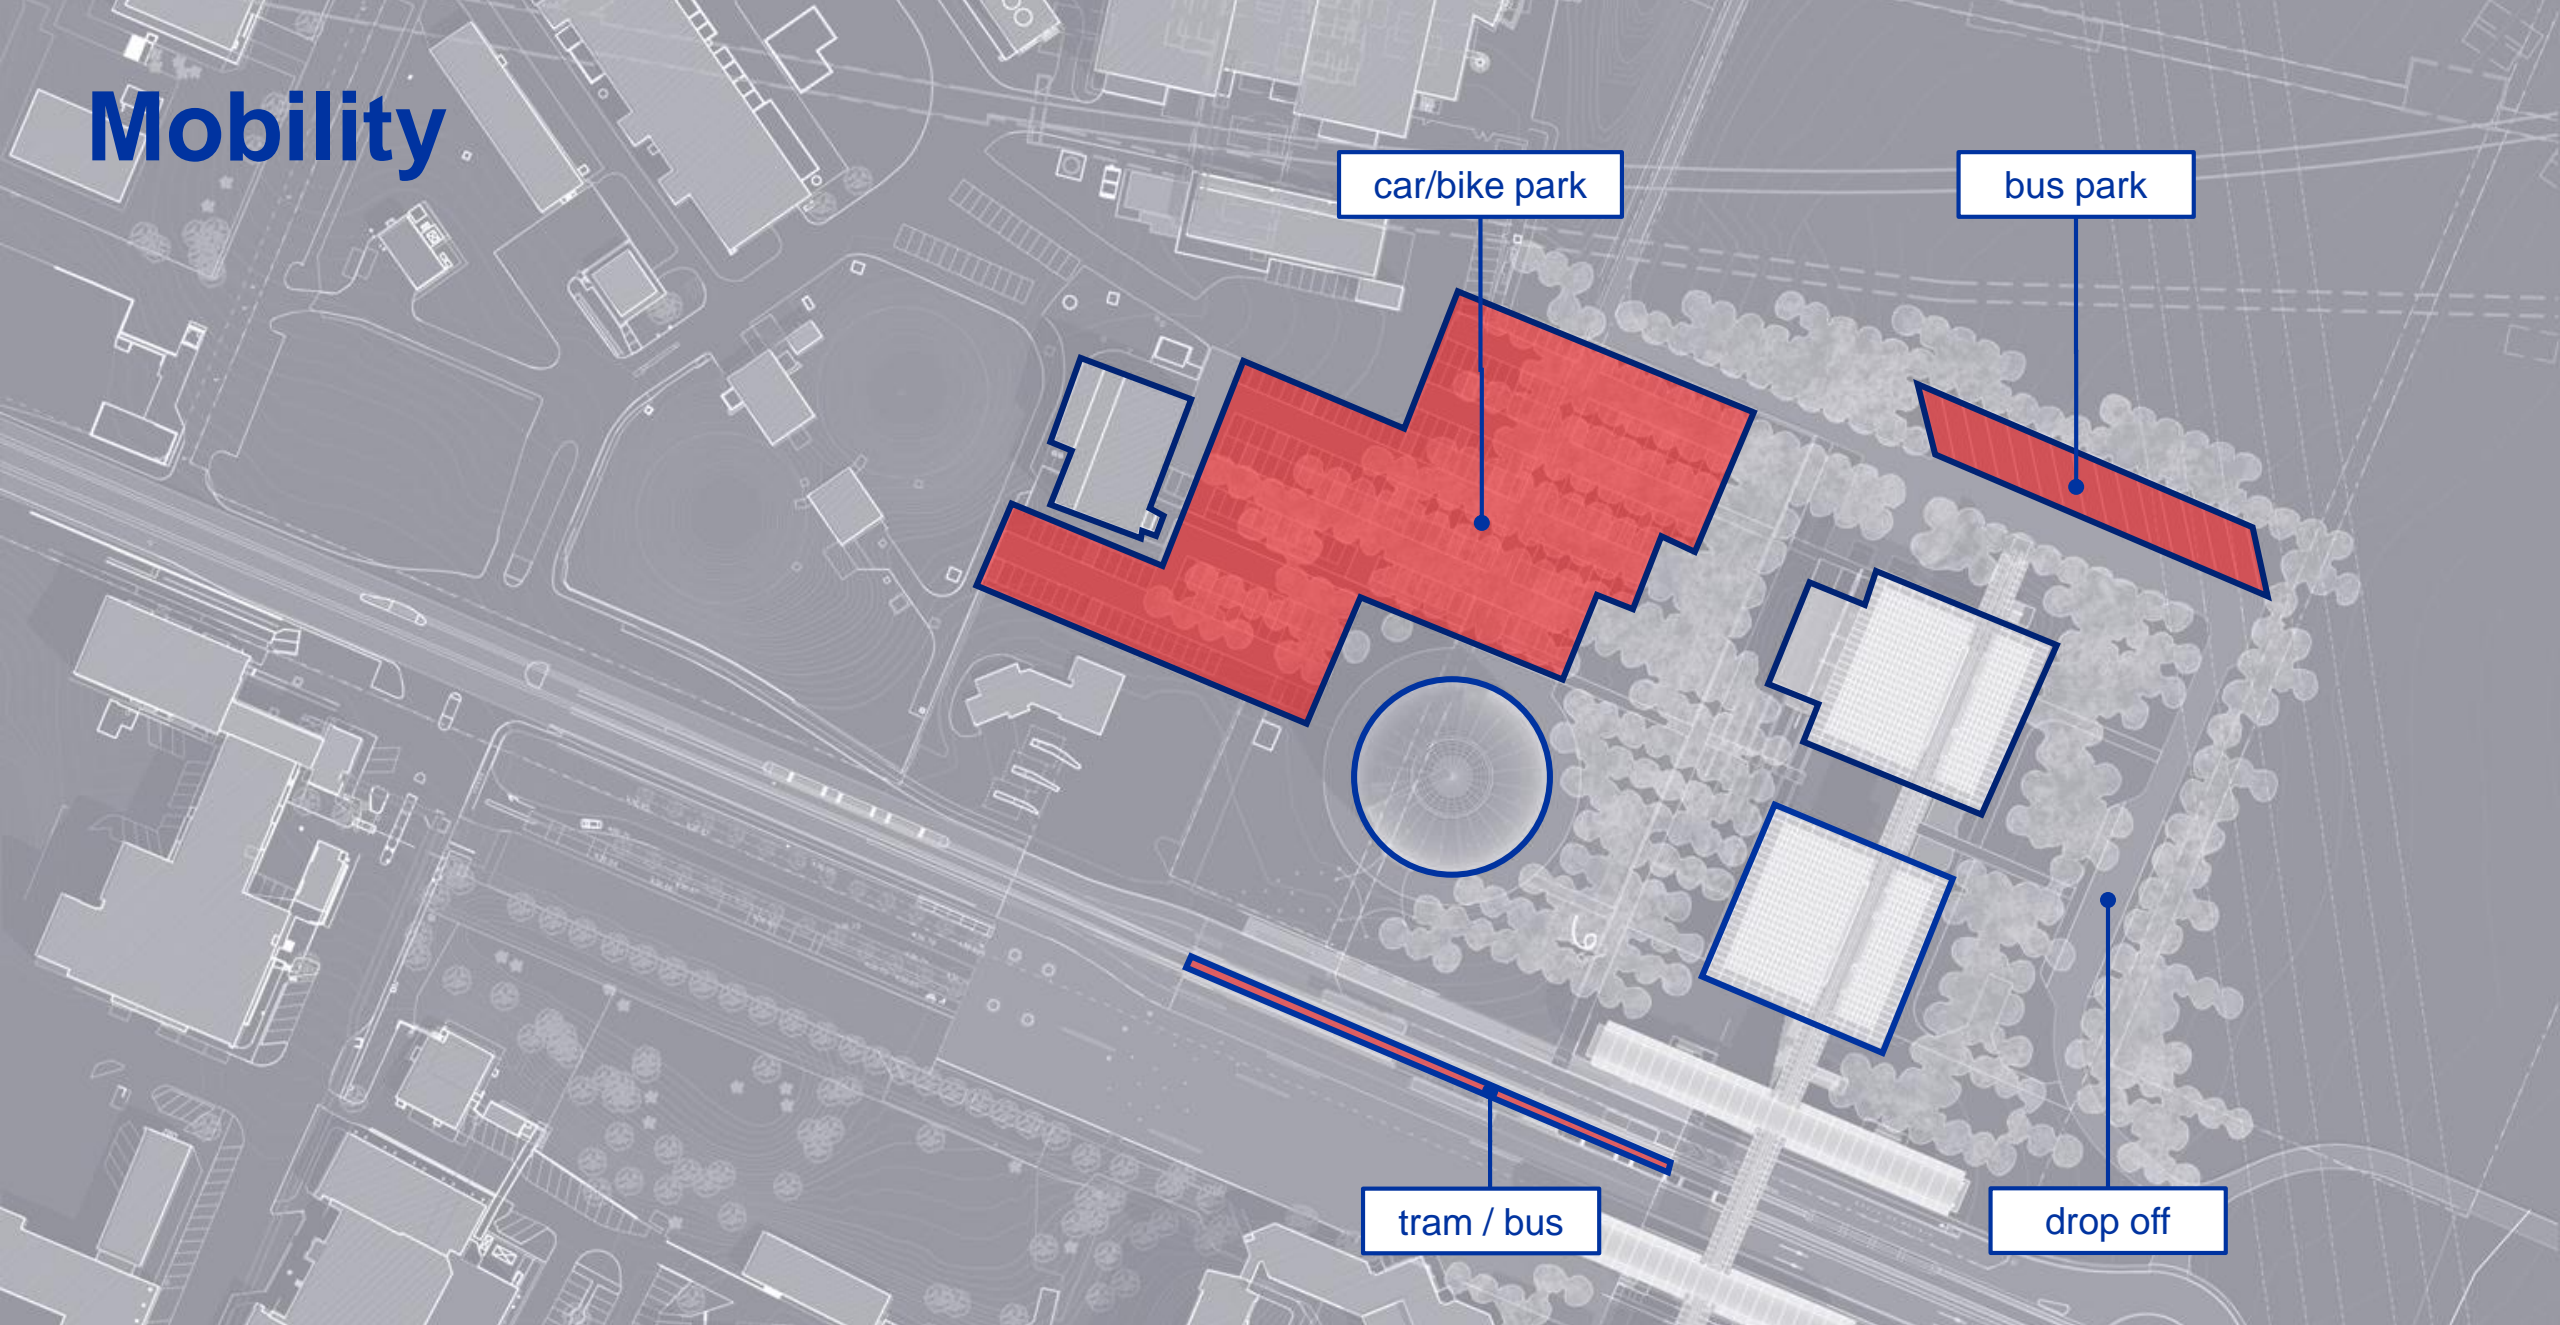 Mobility
car/bike park
bus park
tram / bus
drop off